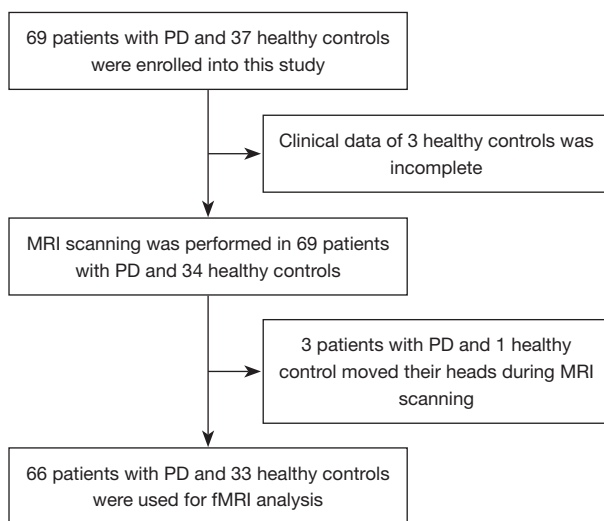 69 patients with PD and 37 healthy controls
were enrolled into this study
Clinical data of 3 healthy controls was
incomplete
MRI scanning was performed in 69 patients
with PD and 34 healthy controls
3 patients with PD and 1 healthy
control moved their heads during MRI
scanning
66 patients with PD and 33 healthy controls
were used for fMRI analysis